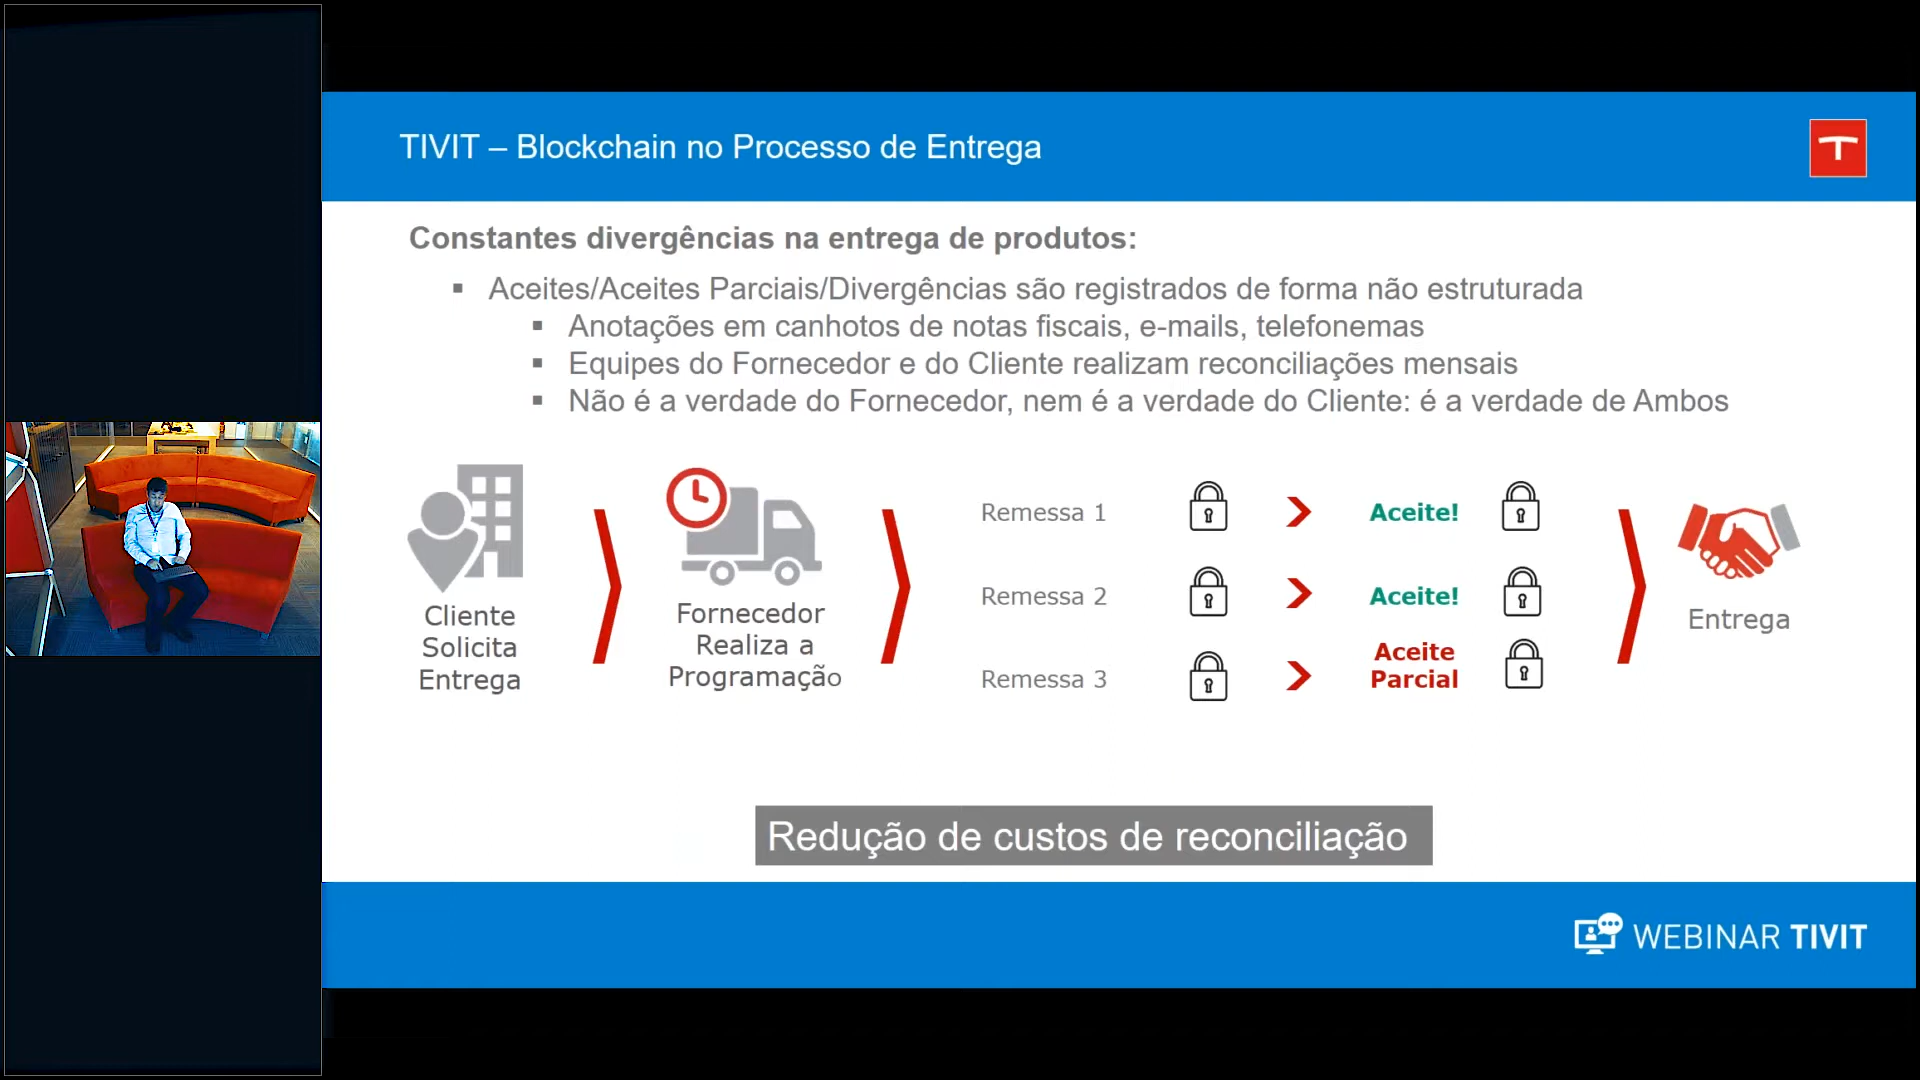 TIVIT – Blockchain no Processo de Entrega
T
Constantes divergências na entrega de produtos:
Aceites/Aceites Parciais/Divergências são registrados de forma não estruturada
Anotações em canhotos de notas fiscais, e-mails, telefonemas
Equipes do Fornecedor e do Cliente realizam reconciliações mensais
Não é a verdade do Fornecedor, nem é a verdade do Cliente: é a verdade de Ambos
Cliente
Solicita
Entrega
Fornecedor
Realiza a
Programação
Remessa 1
Aceite!
Remessa 2
Aceite!
Remessa 3
Aceite
Parcial
Entrega
Redução de custos de reconciliação
WEBINAR TIVIT